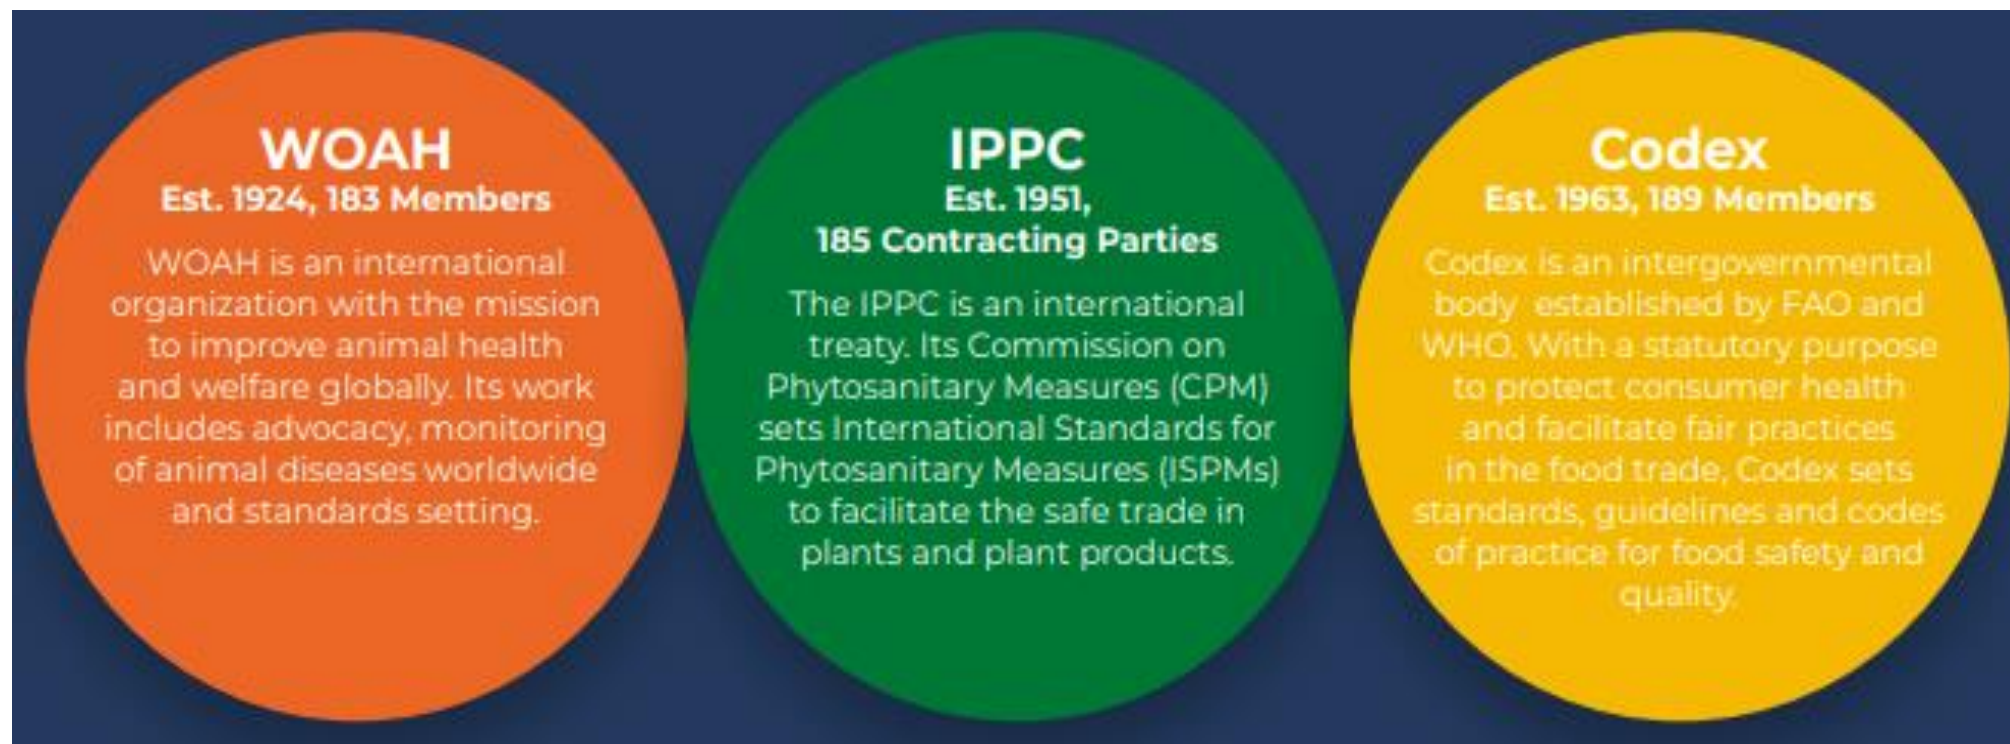 WOAH
Est. 1924, 183 Members
WOAH is an international
organization with the mission
to improve animal health
and welfare globally. Its work
includes advocacy, monitoring
of animal diseases worldwide
and standards setting.
IPPC
Est. 1951,
185 Contracting Parties
The IPPC is an international
treaty. Its Commission on
Phytosanitary Measures (CPM)
sets International Standards for
Phytosanitary Measures (ISPMs)
to facilitate the safe trade in
plants and plant products.
Codex
Est. 1963, 189 Members
Codex is an intergovernmental
body established by FAO and
WHO. With a statutory purpose
to protect consumer health
and facilitate fair practices
in the food trade, Codex sets
standards, guidelines and codes
of practice for food safety and
quality.